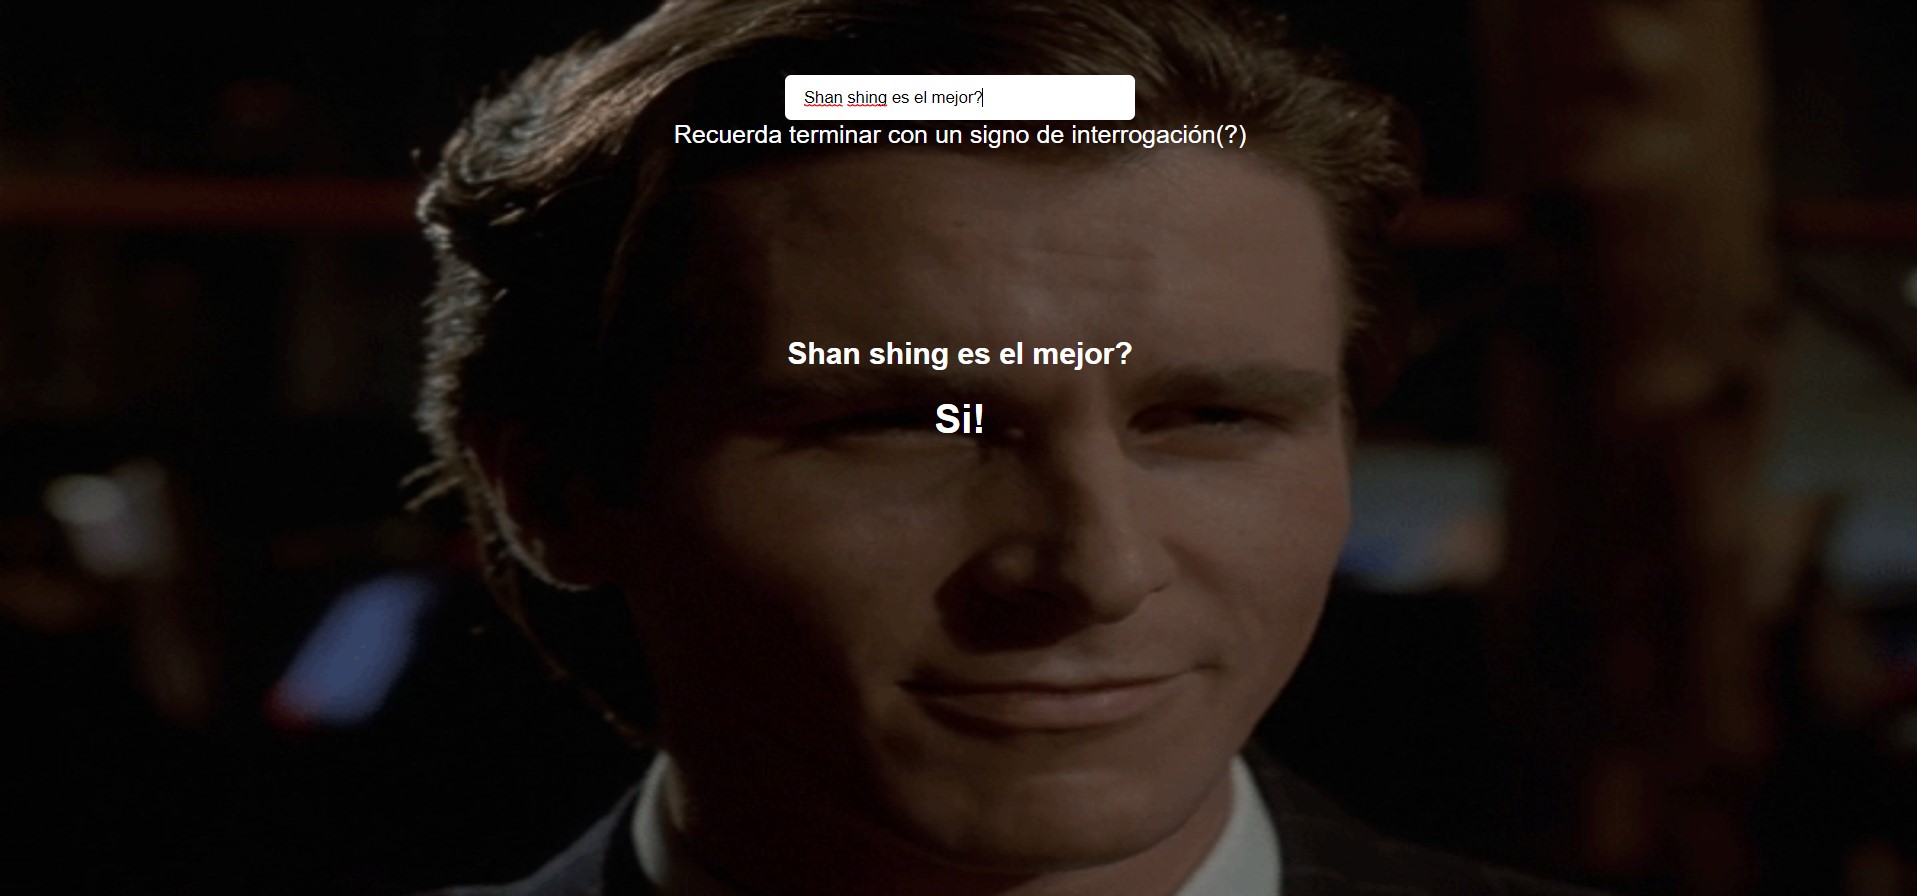 Shan shing es el mejor?
Recuerda terminar con un signo de interrogación(?)
Shan shing es el mejor?
Si!